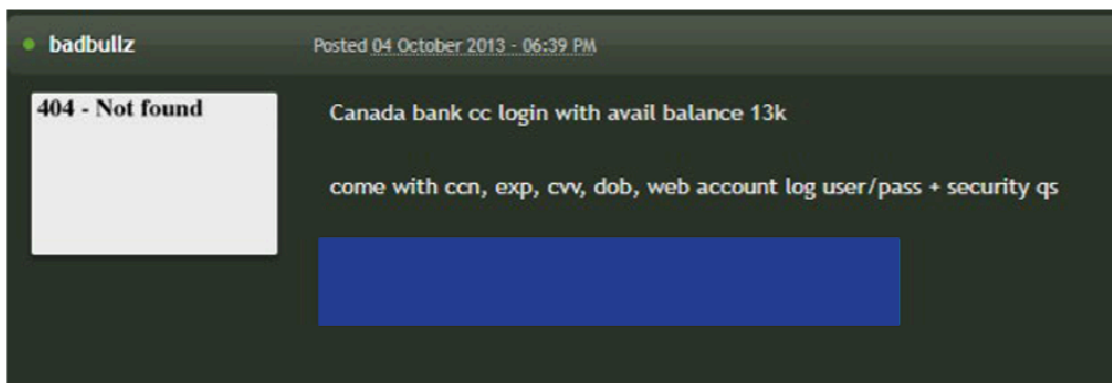 badbullz
Posted 04 October 2013 - 06:39 PM
404 - Not found
Canada bank cc login with avail balance 13k
come with ccn, exp, cvv, dob, web account log user/pass + security qs